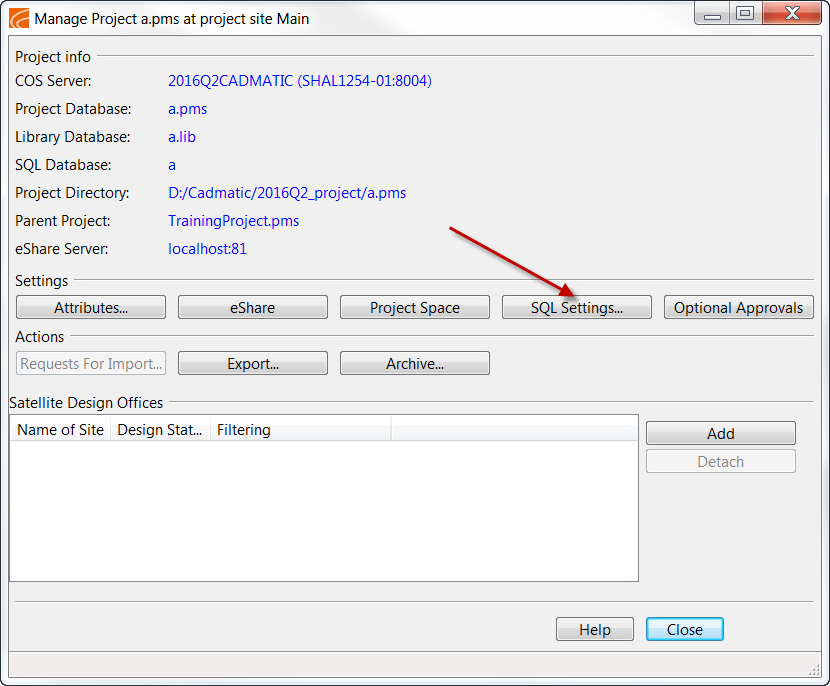 Manage Project a.pms at project site Main
Project info
COS Server: 2016Q2CADMATIC (SHAL1254-01:8004)
Project Database: a.pms
Library Database: a.lib
SQL Database: a
Project Directory: D:/Cadmatic/2016Q2_project/a.pms
Parent Project: TrainingProject.pms
eShare Server: localhost:81
Settings
Attributes... eShare Project Space SQL Settings... Optional Approvals
Actions
Requests For Import... Export... Archive...
Satellite Design Offices
Name of Site Design Stat... Filtering
Add
Detach
Help Close